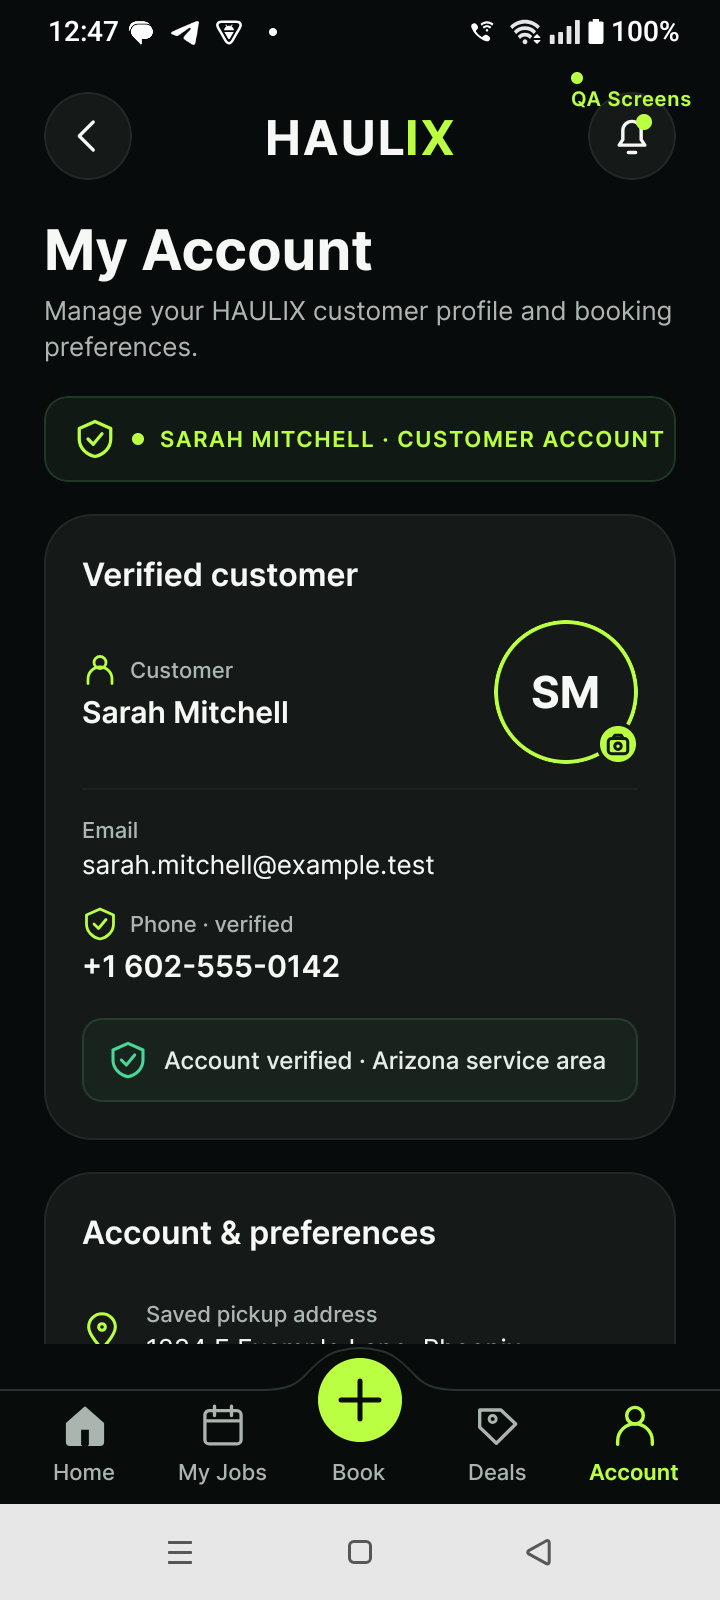 12:47
100%
QA Screens
HAULIX
My Account
Manage your HAULIX customer profile and booking
preferences.
SARAH MITCHELL · CUSTOMER ACCOUNT
Verified customer
Customer
Sarah Mitchell
SM
Email
sarah.mitchell@example.test
Phone · verified
+1 602-555-0142
Account verified · Arizona service area
Account & preferences
Saved pickup address
Home
My Jobs
Book
Deals
Account